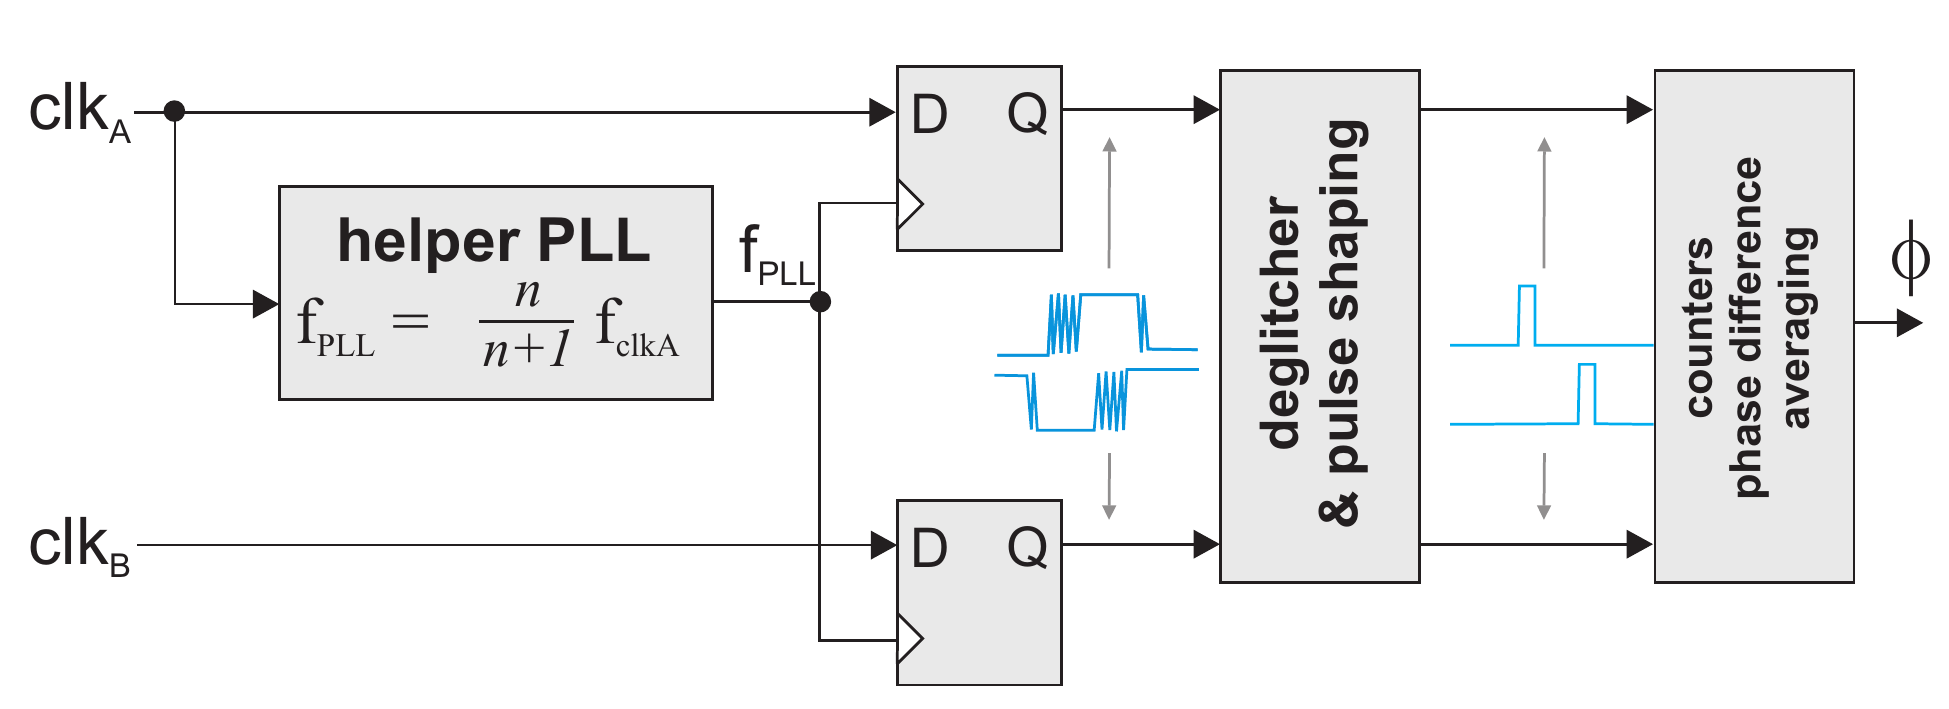 clkA
helper PLL
fPLL = n/n+1 fclkA
fPLL
D Q
deglitcher
& pulse shaping
counters
phase difference
averaging
ϕ
clkB
D Q